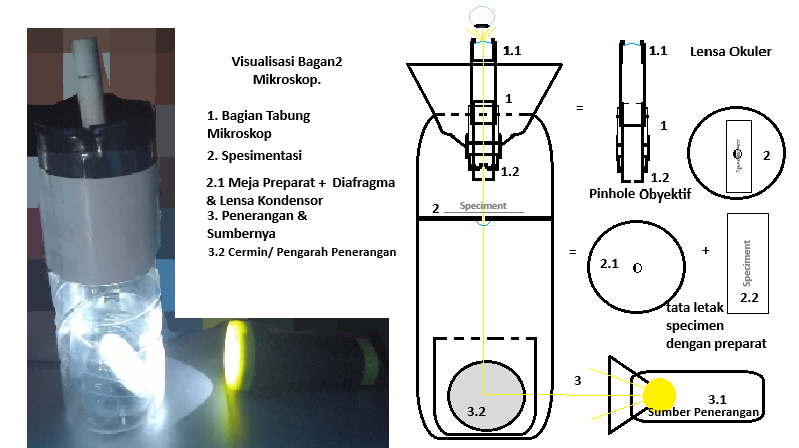 Visualisasi Bagan2
Mikroskop.
1. Bagian Tabung
Mikroskop
2. Spesimentasi
2.1 Meja Preparat + Diafragma
& Lensa Kondensor
3. Penerangan &
Sumbernya
3.2 Cermin/ Pengarah Penerangan
1.1
1
1.2
2
Speciment
3.2
3
=
1.1
1
1.2
Lensa Okuler
Pinhole Obyektif
Speciment
2
=
2.1
+
Speciment
2.2
tata letak
specimen
dengan preparat
3.1
Sumber Penerangan